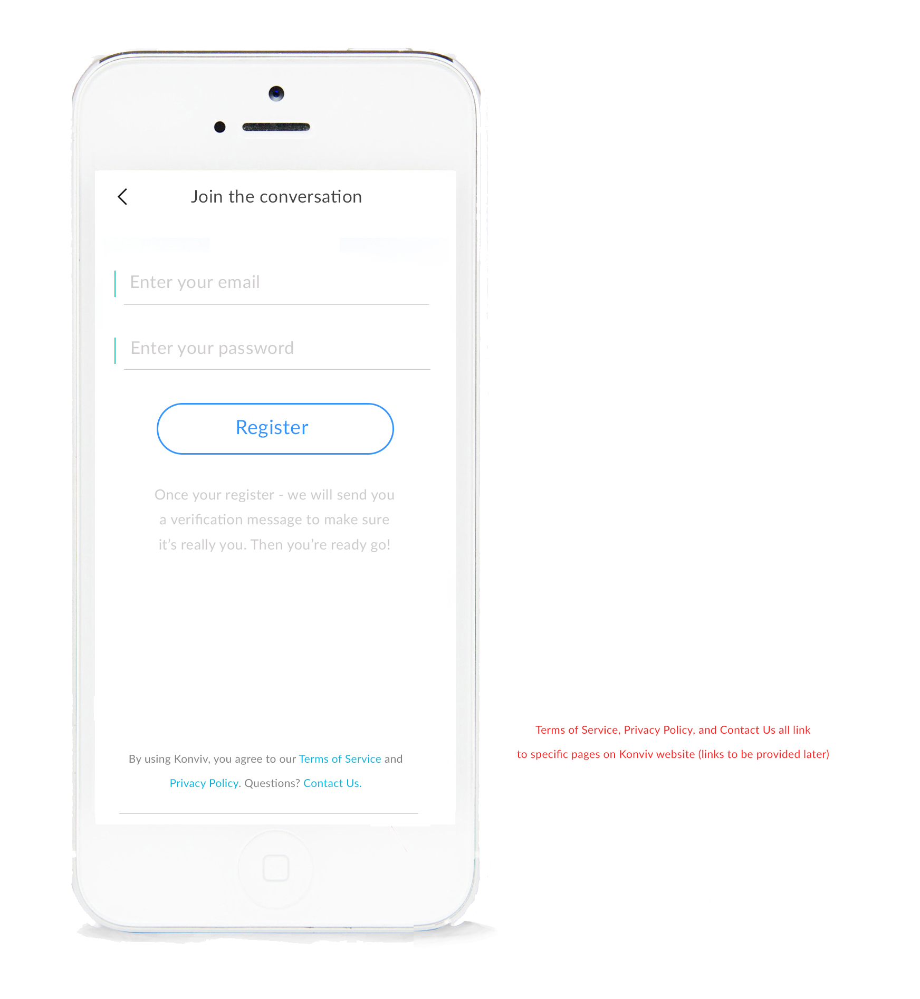 Join the conversation
Enter your email
Enter your password
Register
Once your register - we will send you
a verification message to make sure
it’s really you. Then you’re ready go!
By using Konviv, you agree to our Terms of Service and
Privacy Policy. Questions? Contact Us.
Terms of Service, Privacy Policy, and Contact Us all link
to specific pages on Konviv website (links to be provided later)